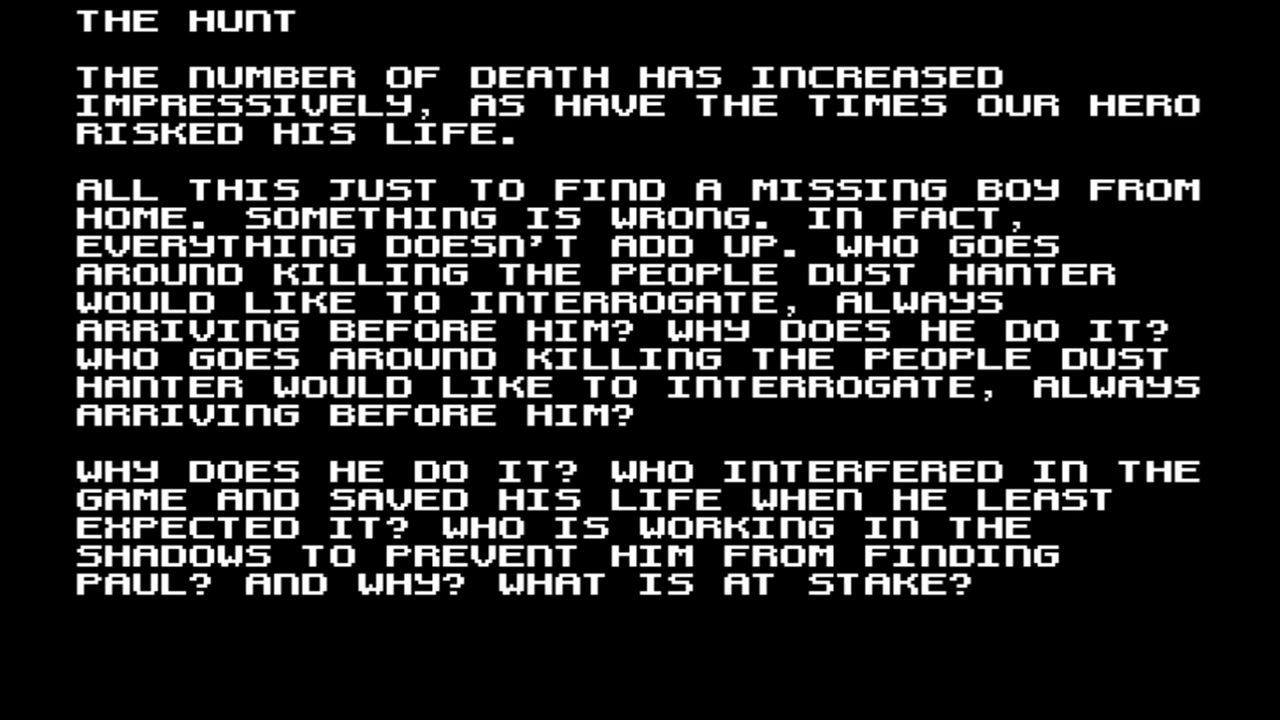 THE HUNT
THE NUMBER OF DEATH HAS INCREASED
IMPRESSIVELY, AS HAVE THE TIMES OUR HERO
RISKED HIS LIFE.
ALL THIS JUST TO FIND A MISSING BOY FROM
HOME. SOMETHING IS WRONG. IN FACT,
EVERYTHING DOESN'T ADD UP. WHO GOES
AROUND KILLING THE PEOPLE DUST HANTER
WOULD LIKE TO INTERROGATE, ALWAYS
ARRIVING BEFORE HIM? WHY DOES HE DO IT?
WHO GOES AROUND KILLING THE PEOPLE DUST
HANTER WOULD LIKE TO INTERROGATE, ALWAYS
ARRIVING BEFORE HIM?
WHY DOES HE DO IT? WHO INTERFERED IN THE
GAME AND SAVED HIS LIFE WHEN HE LEAST
EXPECTED IT? WHO IS WORKING IN THE
SHADOWS TO PREVENT HIM FROM FINDING
PAUL? AND WHY? WHAT IS AT STAKE?